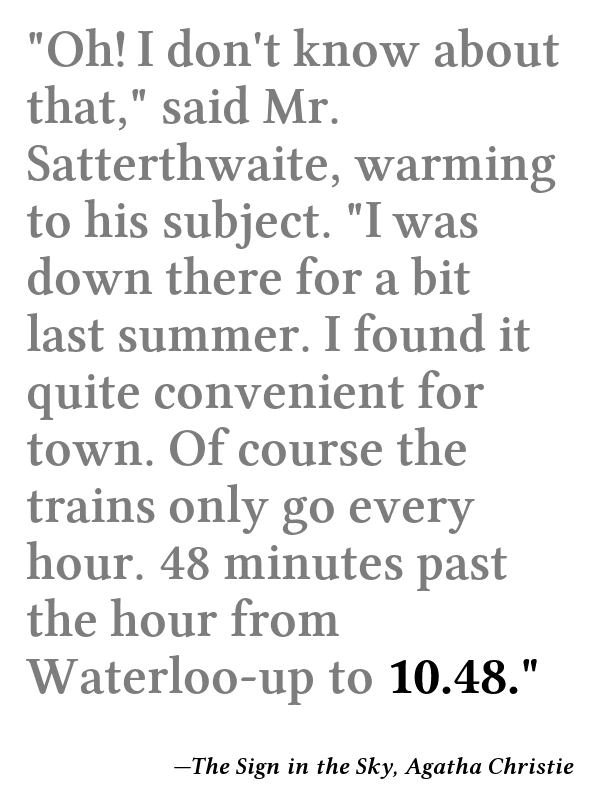 "Oh! I don't know about
that," said Mr.
Satterthwaite, warming
to his subject. "I was
down there for a bit
last summer. I found it
quite convenient for
town. Of course the
trains only go every
hour. 48 minutes past
the hour from
Waterloo-up to 10.48."
—The Sign in the Sky, Agatha Christie